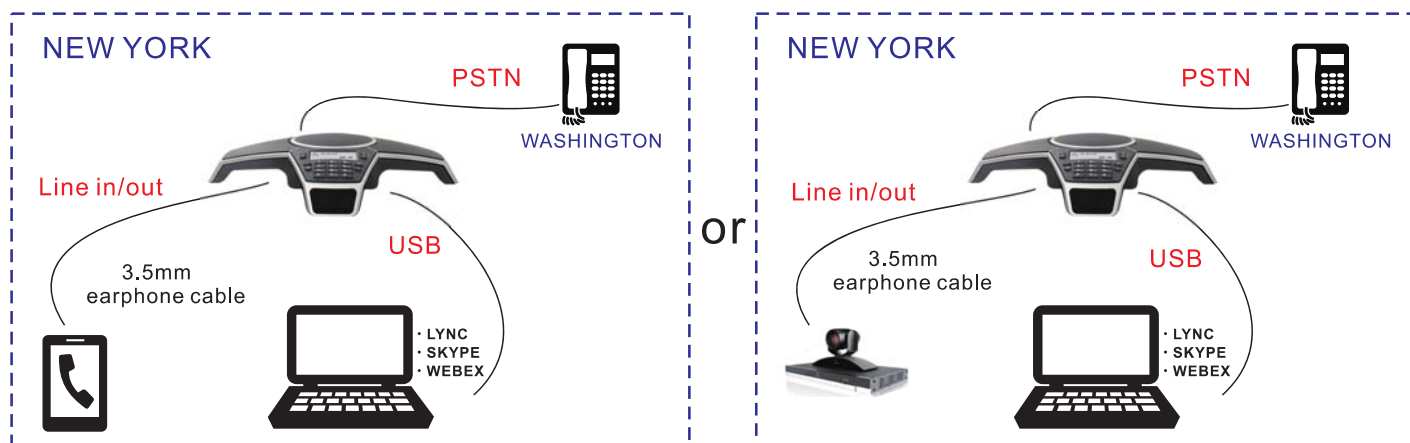 NEW YORK
PSTN
WASHINGTON
Line in/out
USB
3.5mm
earphone cable
· LYNC
· SKYPE
· WEBEX
or
NEW YORK
PSTN
WASHINGTON
Line in/out
USB
3.5mm
earphone cable
· LYNC
· SKYPE
· WEBEX